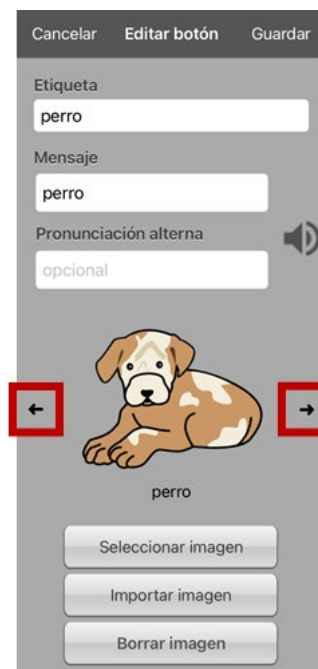 Cancelar Editar botón Guardar
Etiqueta
perro
Mensaje
perro
Pronunciación alterna
opcional
← →
perro
Seleccionar imagen
Importar imagen
Borrar imagen